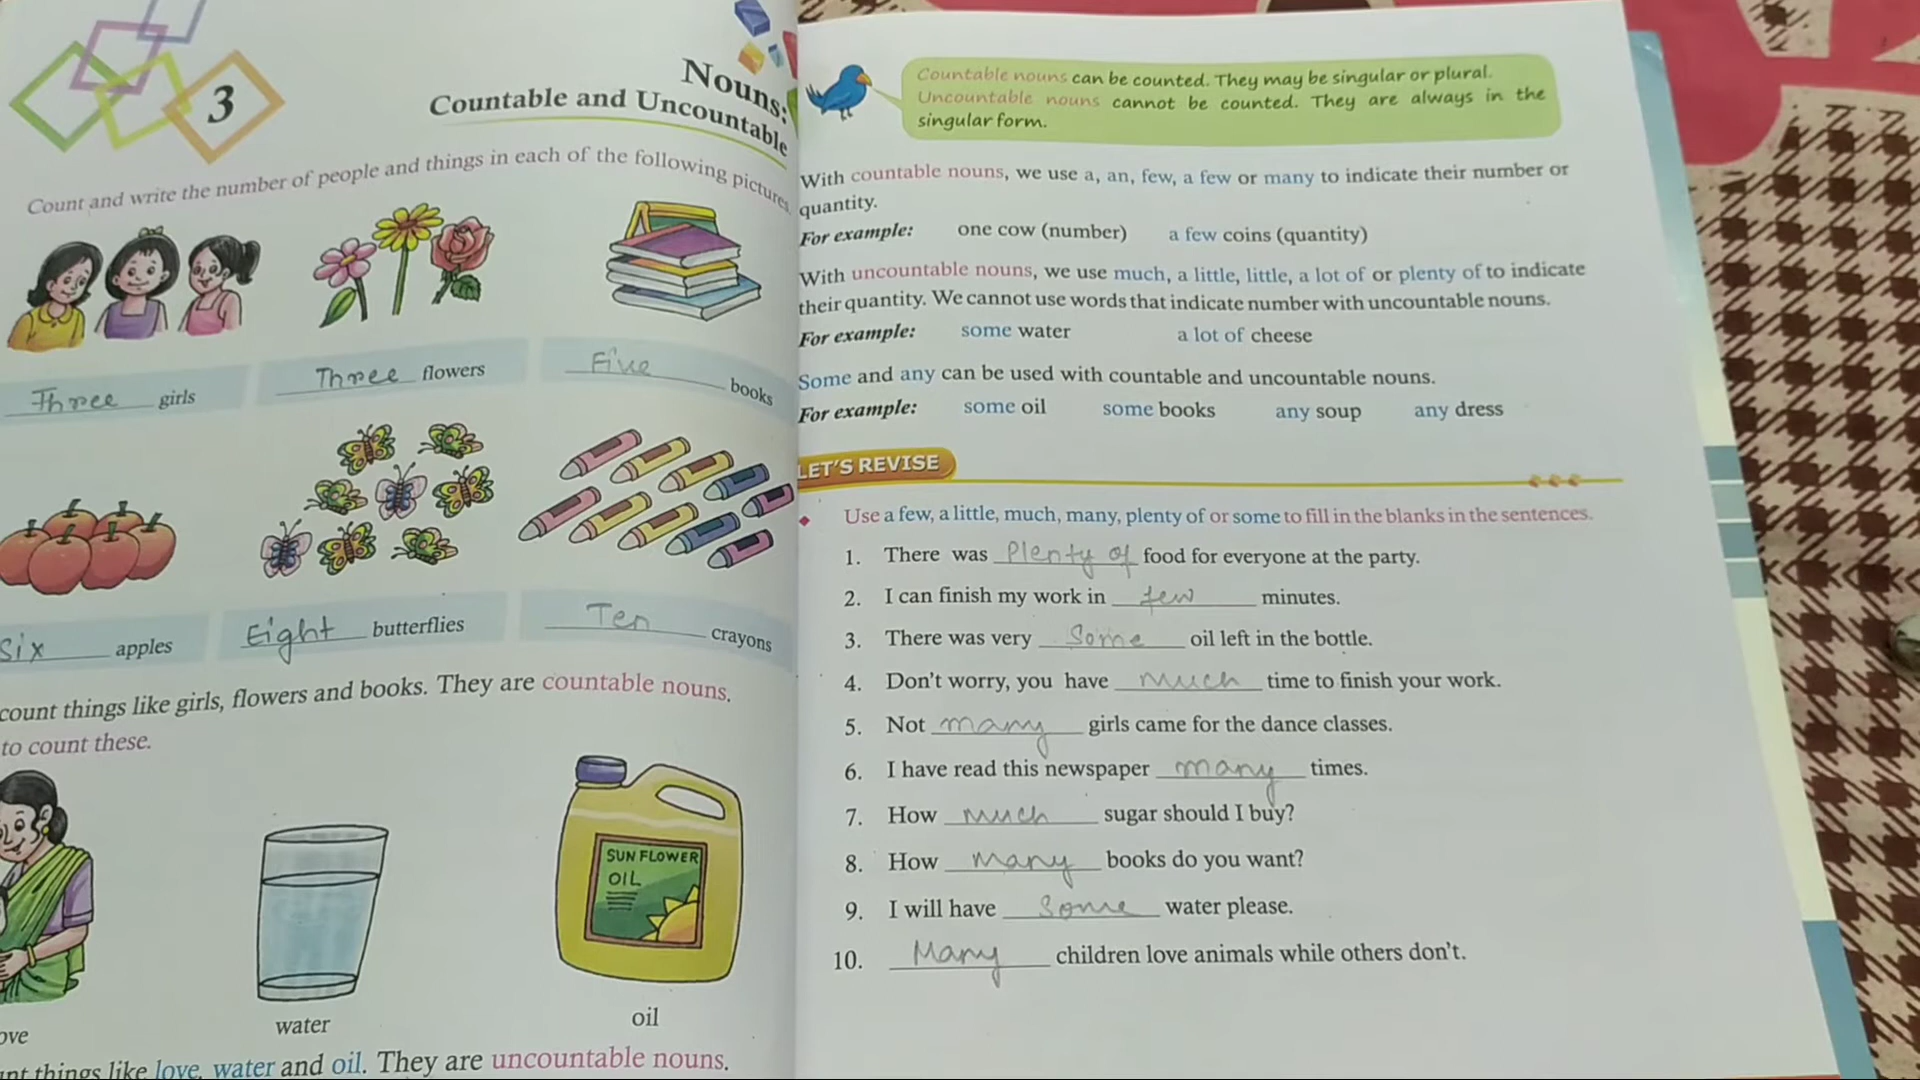 3
Nouns:
Countable and Uncountable
Count and write the number of people and things in each of the following pictures.
Three girls
Three flowers
Five books
Six apples
Eight butterflies
Ten crayons
count things like girls, flowers and books. They are countable nouns.
to count these.
SUN FLOWER
OIL
water
oil
things like love, water and oil. They are uncountable nouns.
Countable nouns can be counted. They may be singular or plural.
Uncountable nouns cannot be counted. They are always in the
singular form.
With countable nouns, we use a, an, few, a few or many to indicate their number or
quantity.
For example: one cow (number) a few coins (quantity)
With uncountable nouns, we use much, a little, little, a lot of or plenty of to indicate
their quantity. We cannot use words that indicate number with uncountable nouns.
For example: some water a lot of cheese
Some and any can be used with countable and uncountable nouns.
For example: some oil some books any soup any dress
LET'S REVISE
Use a few, a little, much, many, plenty of or some to fill in the blanks in the sentences.
1. There was Plenty of food for everyone at the party.
2. I can finish my work in few minutes.
3. There was very Some oil left in the bottle.
4. Don't worry, you have much time to finish your work.
5. Not many girls came for the dance classes.
6. I have read this newspaper many times.
7. How much sugar should I buy?
8. How many books do you want?
9. I will have Some water please.
10. Many children love animals while others don't.